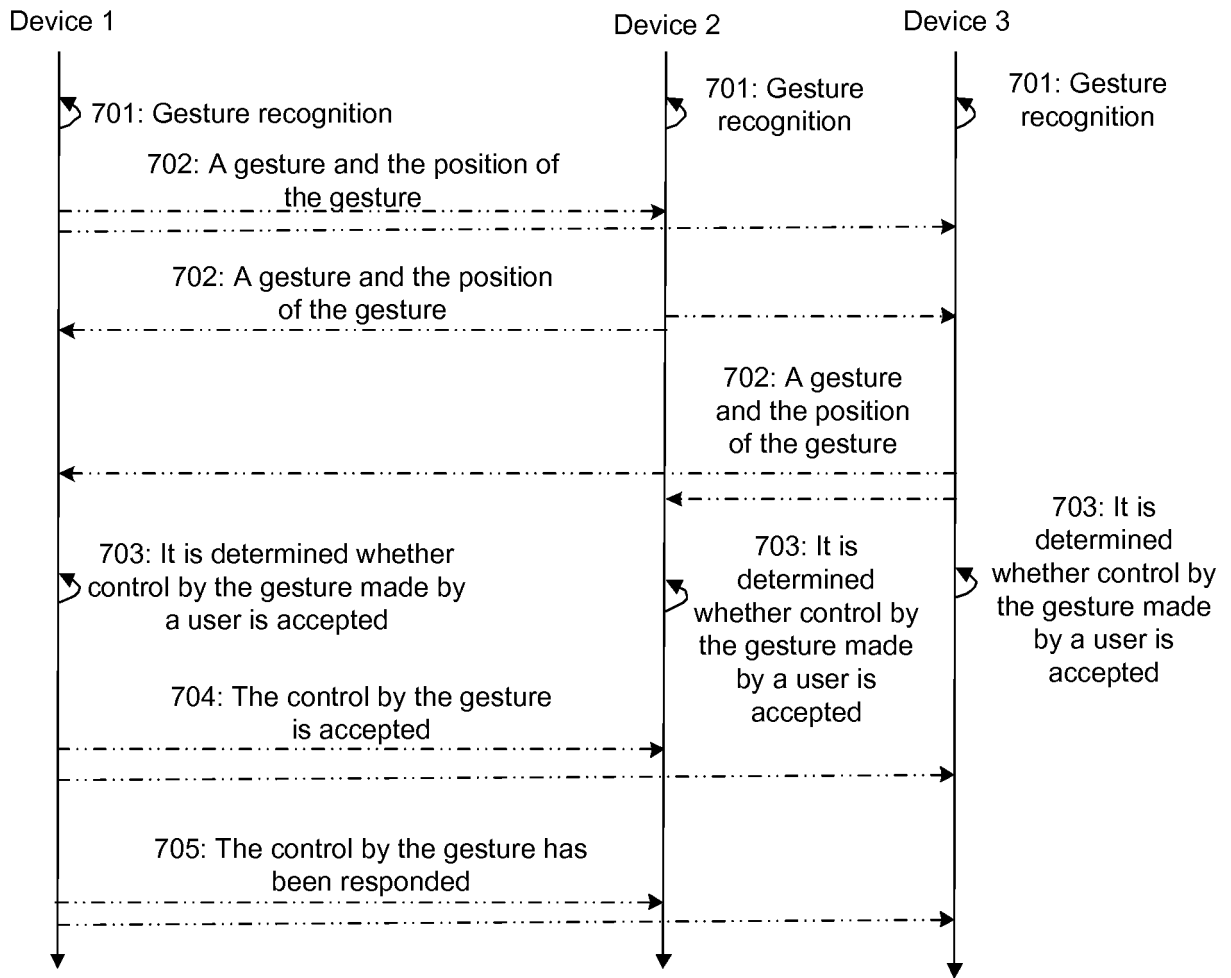 Device 1
Device 2
Device 3
701: Gesture recognition
701: Gesture
recognition
701: Gesture
recognition
702: A gesture and the position of
the gesture
702: A gesture and the position
of the gesture
702: A gesture
and the position
of the gesture
703: It is determined whether
control by the gesture made by
a user is accepted
703: It is
determined
whether control by
the gesture made
by a user is
accepted
703: It is
determined
whether control by
the gesture made
by a user is
accepted
704: The control by the gesture
is accepted
705: The control by the gesture has
been responded